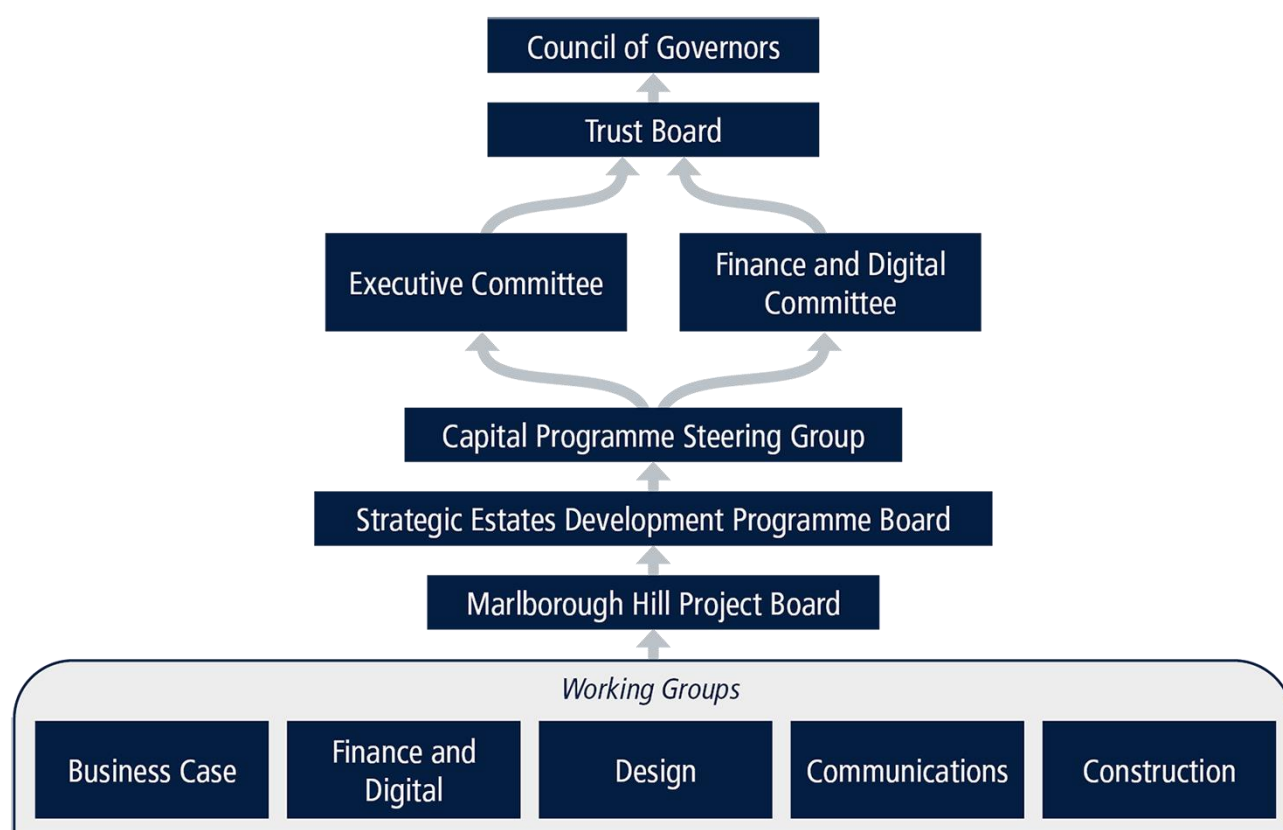 Council of Governors
Trust Board
Executive Committee
Finance and Digital
Committee
Capital Programme Steering Group
Strategic Estates Development Programme Board
Marlborough Hill Project Board
Working Groups
Business Case
Finance and
Digital
Design
Communications
Construction